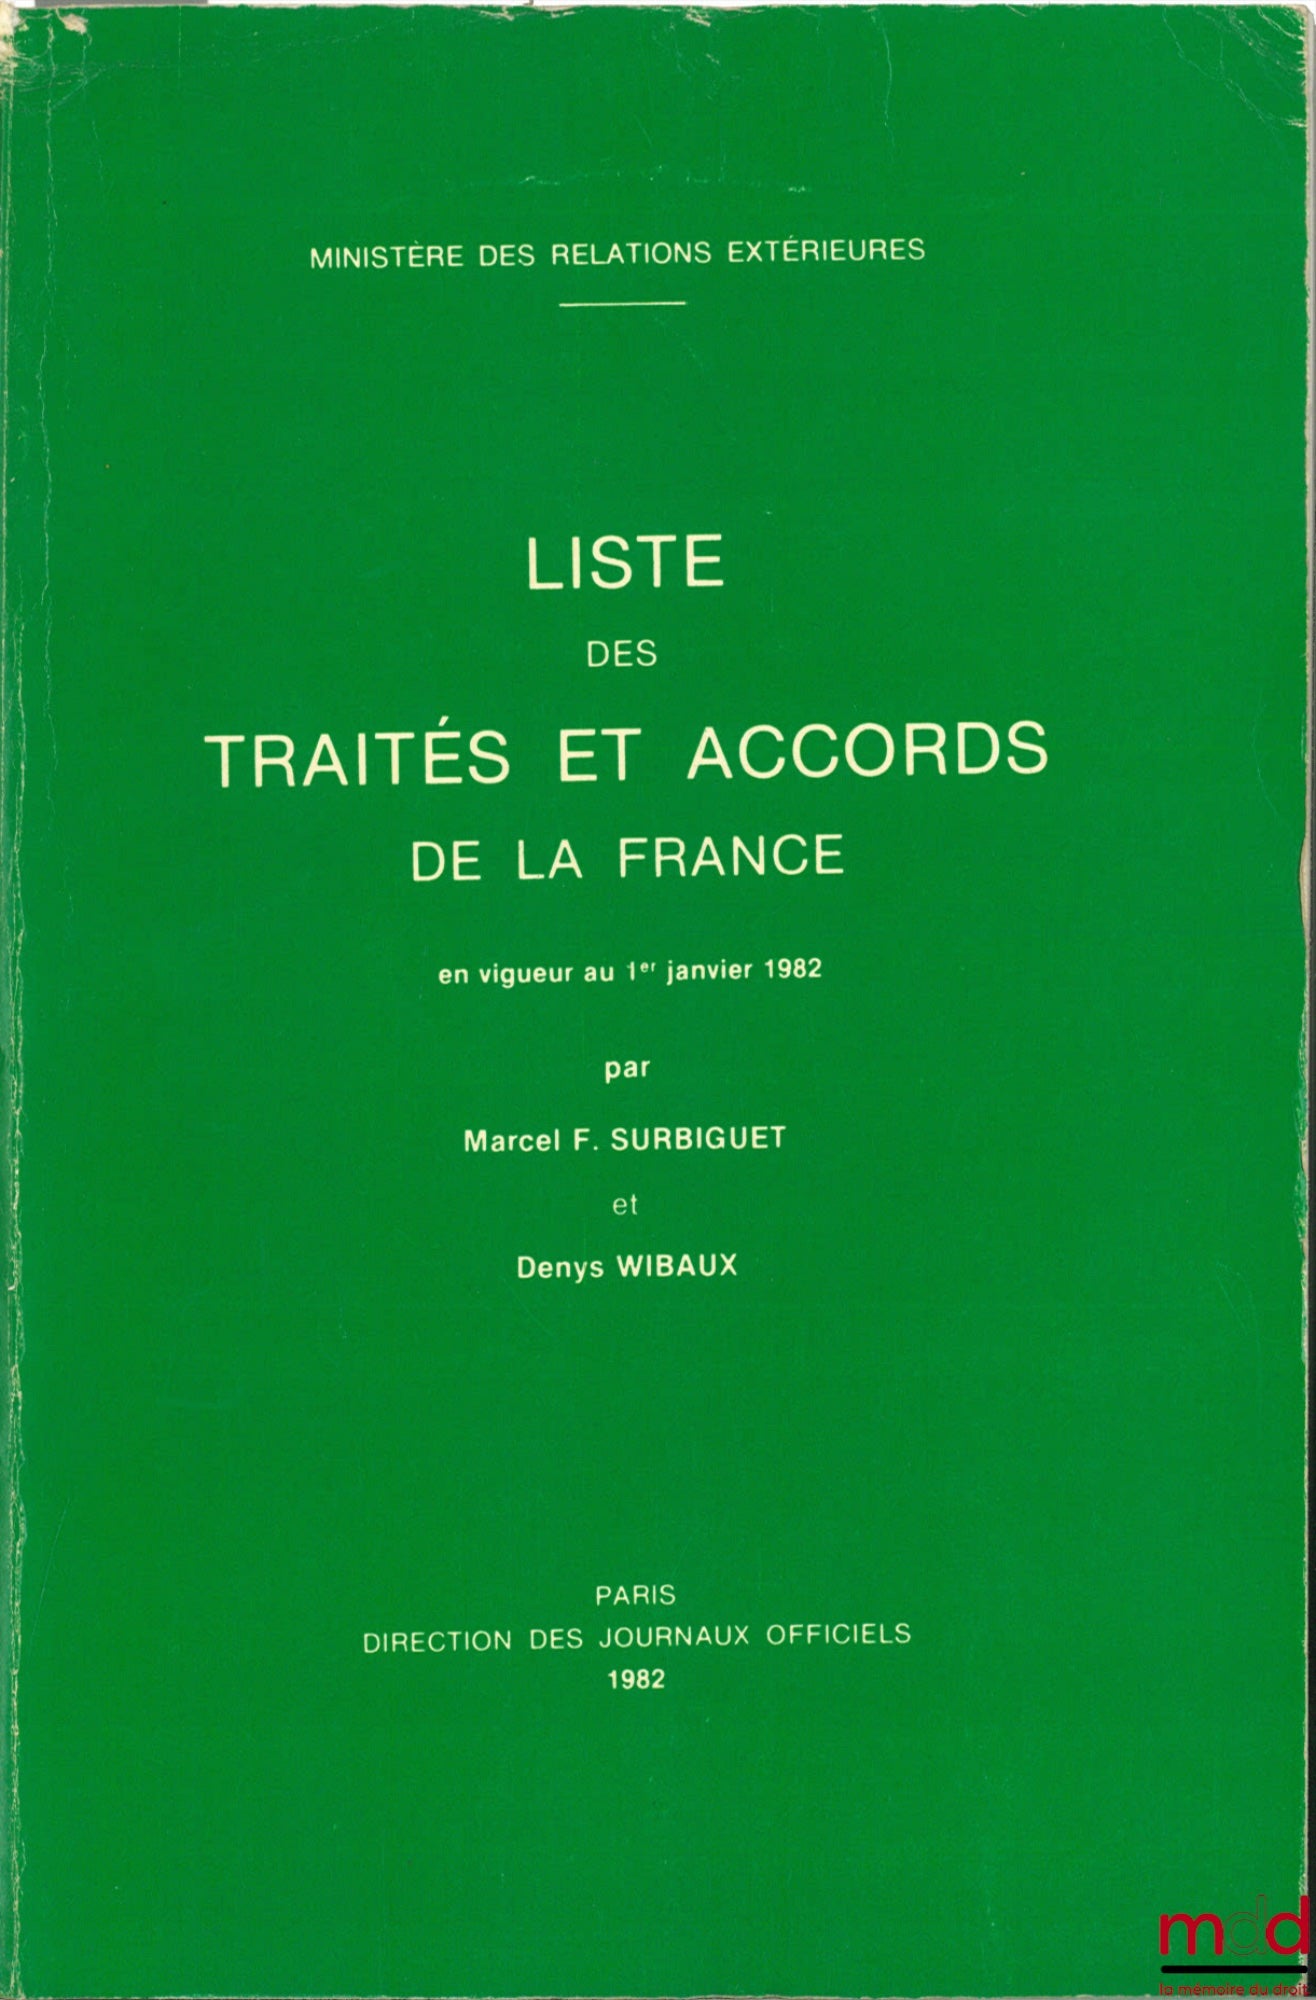 MINISTÈRE DES RELATIONS EXTÉRIEURES
LISTE
DES
TRAITÉS ET ACCORDS
DE LA FRANCE
en vigueur au 1er janvier 1982
par
Marcel F. SURBIGUET
et
Denys WIBAUX
PARIS
DIRECTION DES JOURNAUX OFFICIELS
1982
mdd
la mémoire du droit